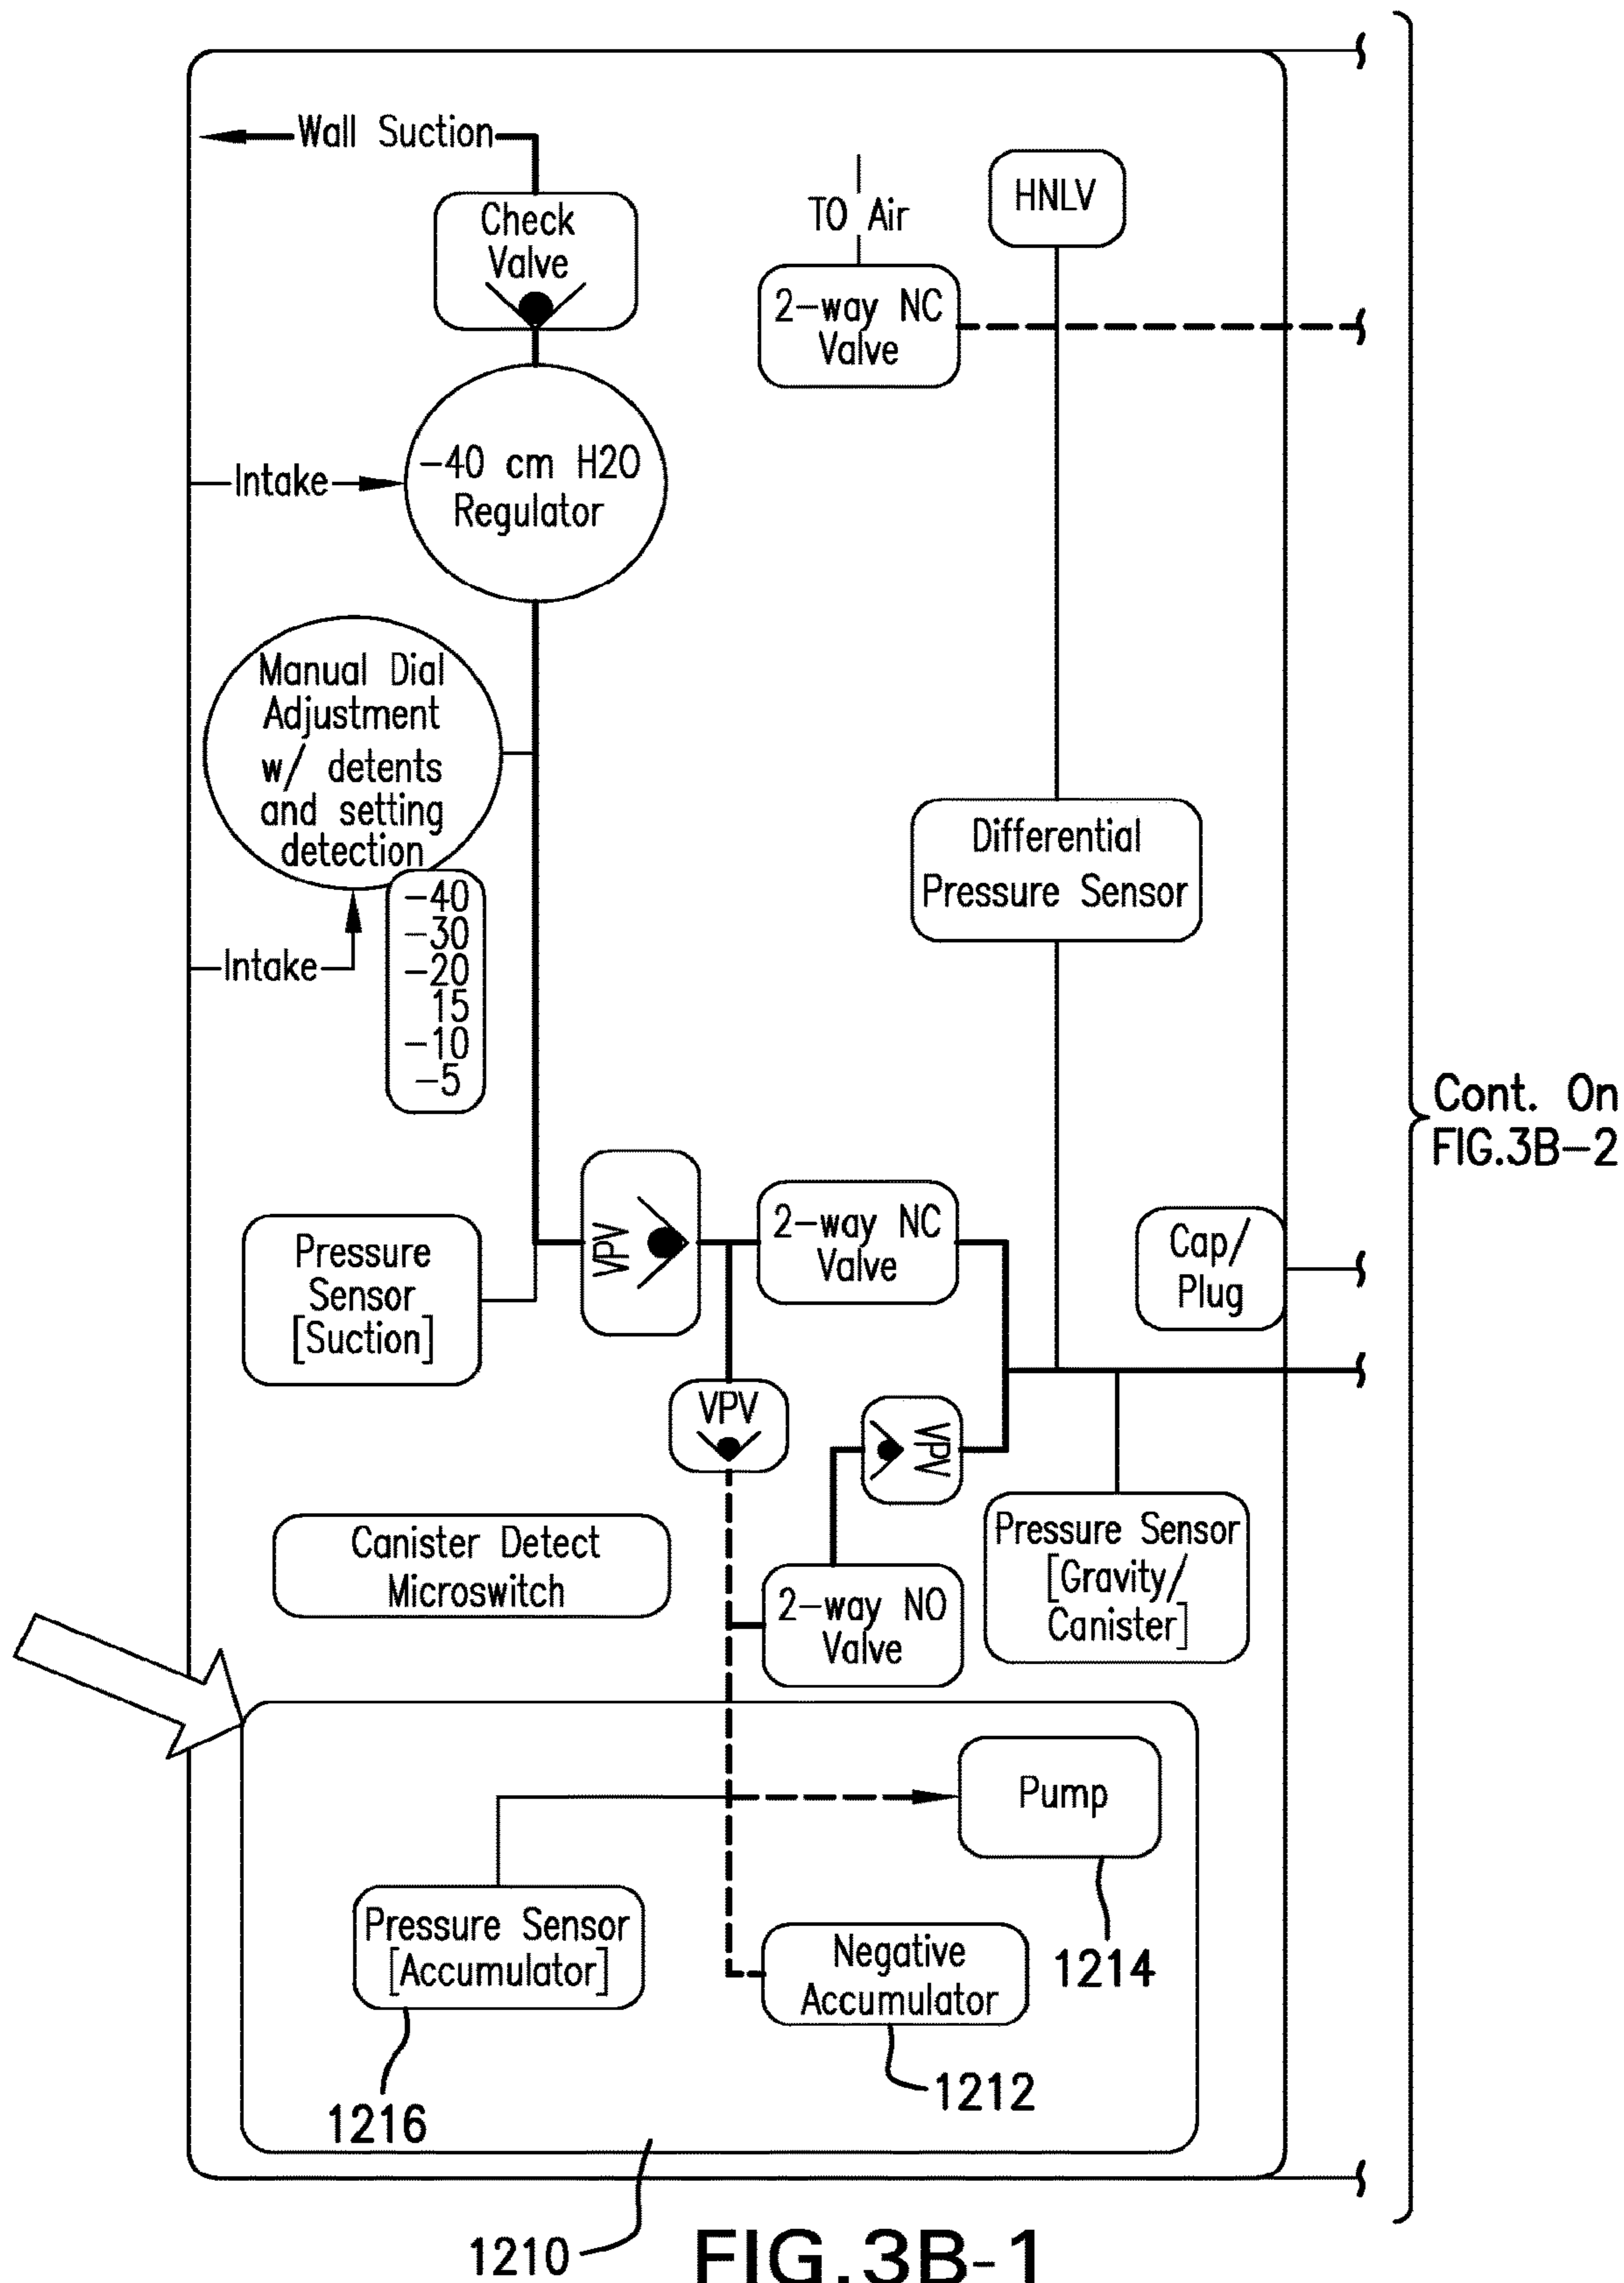 Wall Suction
Check
Valve
TO Air
HNLV
2-way NC
Valve
Intake
-40 cm H2O
Regulator
Manual Dial
Adjustment
w/ detents
and setting
detection
Intake
-40
-30
-20
15
-10
-5
Differential
Pressure Sensor
Cont. On
FIG.3B-2
Pressure
Sensor
[Suction]
VPV
2-way NC
Valve
Cap/
Plug
VPV
VPV
Canister Detect
Microswitch
2-way NO
Valve
Pressure Sensor
[Gravity/
Canister]
Pump
1214
Pressure Sensor
[Accumulator]
1216
Negative
Accumulator
1212
1210
FIG.3B-1